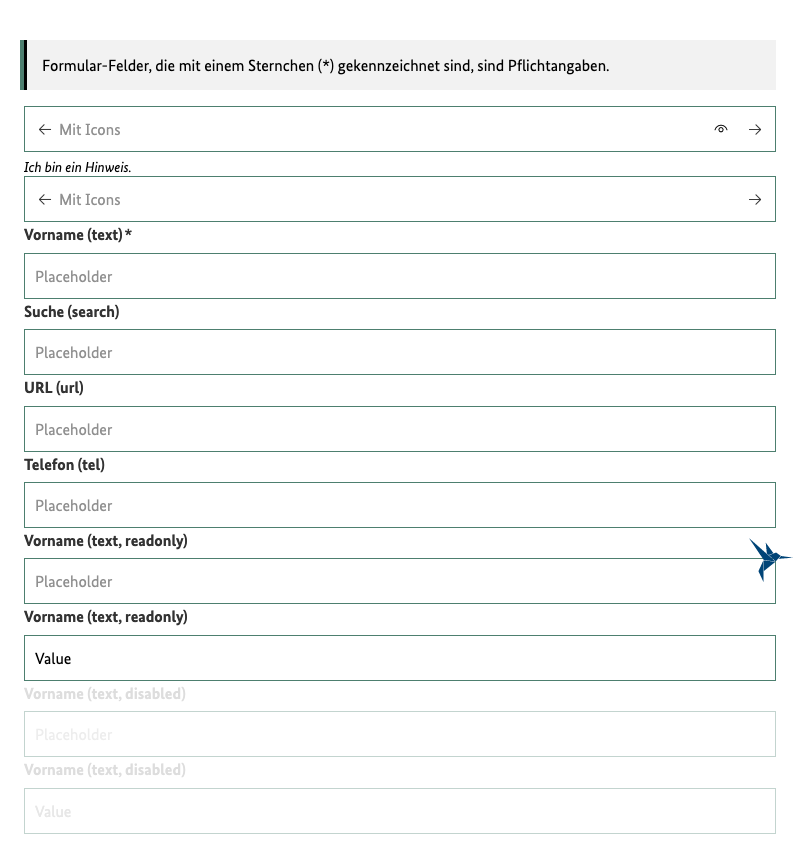 Formular-Felder, die mit einem Sternchen (*) gekennzeichnet sind, sind Pflichtangaben.
Mit Icons
Ich bin ein Hinweis.
Mit Icons
Vorname (text)*
Placeholder
Suche (search)
Placeholder
URL (url)
Placeholder
Telefon (tel)
Placeholder
Vorname (text, readonly)
Placeholder
Vorname (text, readonly)
Value
Vorname (text, disabled)
Placeholder
Vorname (text, disabled)
Value